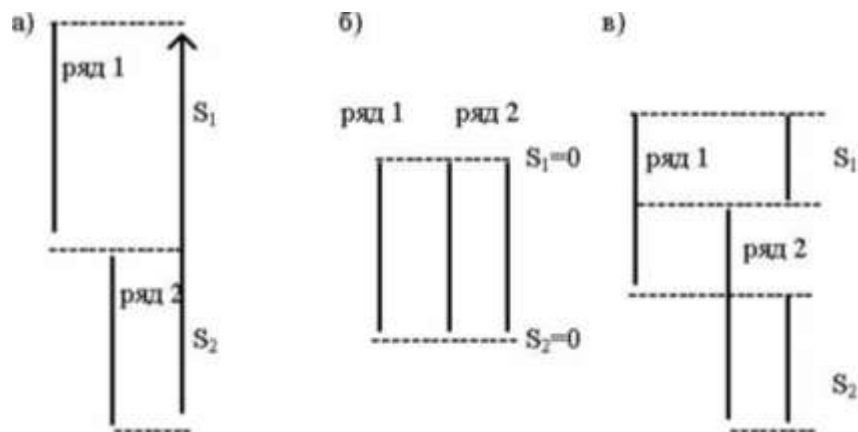 а)
ряд 1
S₁
ряд 2
S₂
б)
ряд 1 ряд 2
S₁=0
S₂=0
в)
ряд 1
S₁
ряд 2
S₂